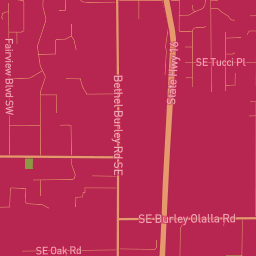 Fairview Blvd SW
Bethel Burley Rd SE
State Hwy 16
SE Tucci Pl
SE Burley Olalla Rd
SE Oak Rd